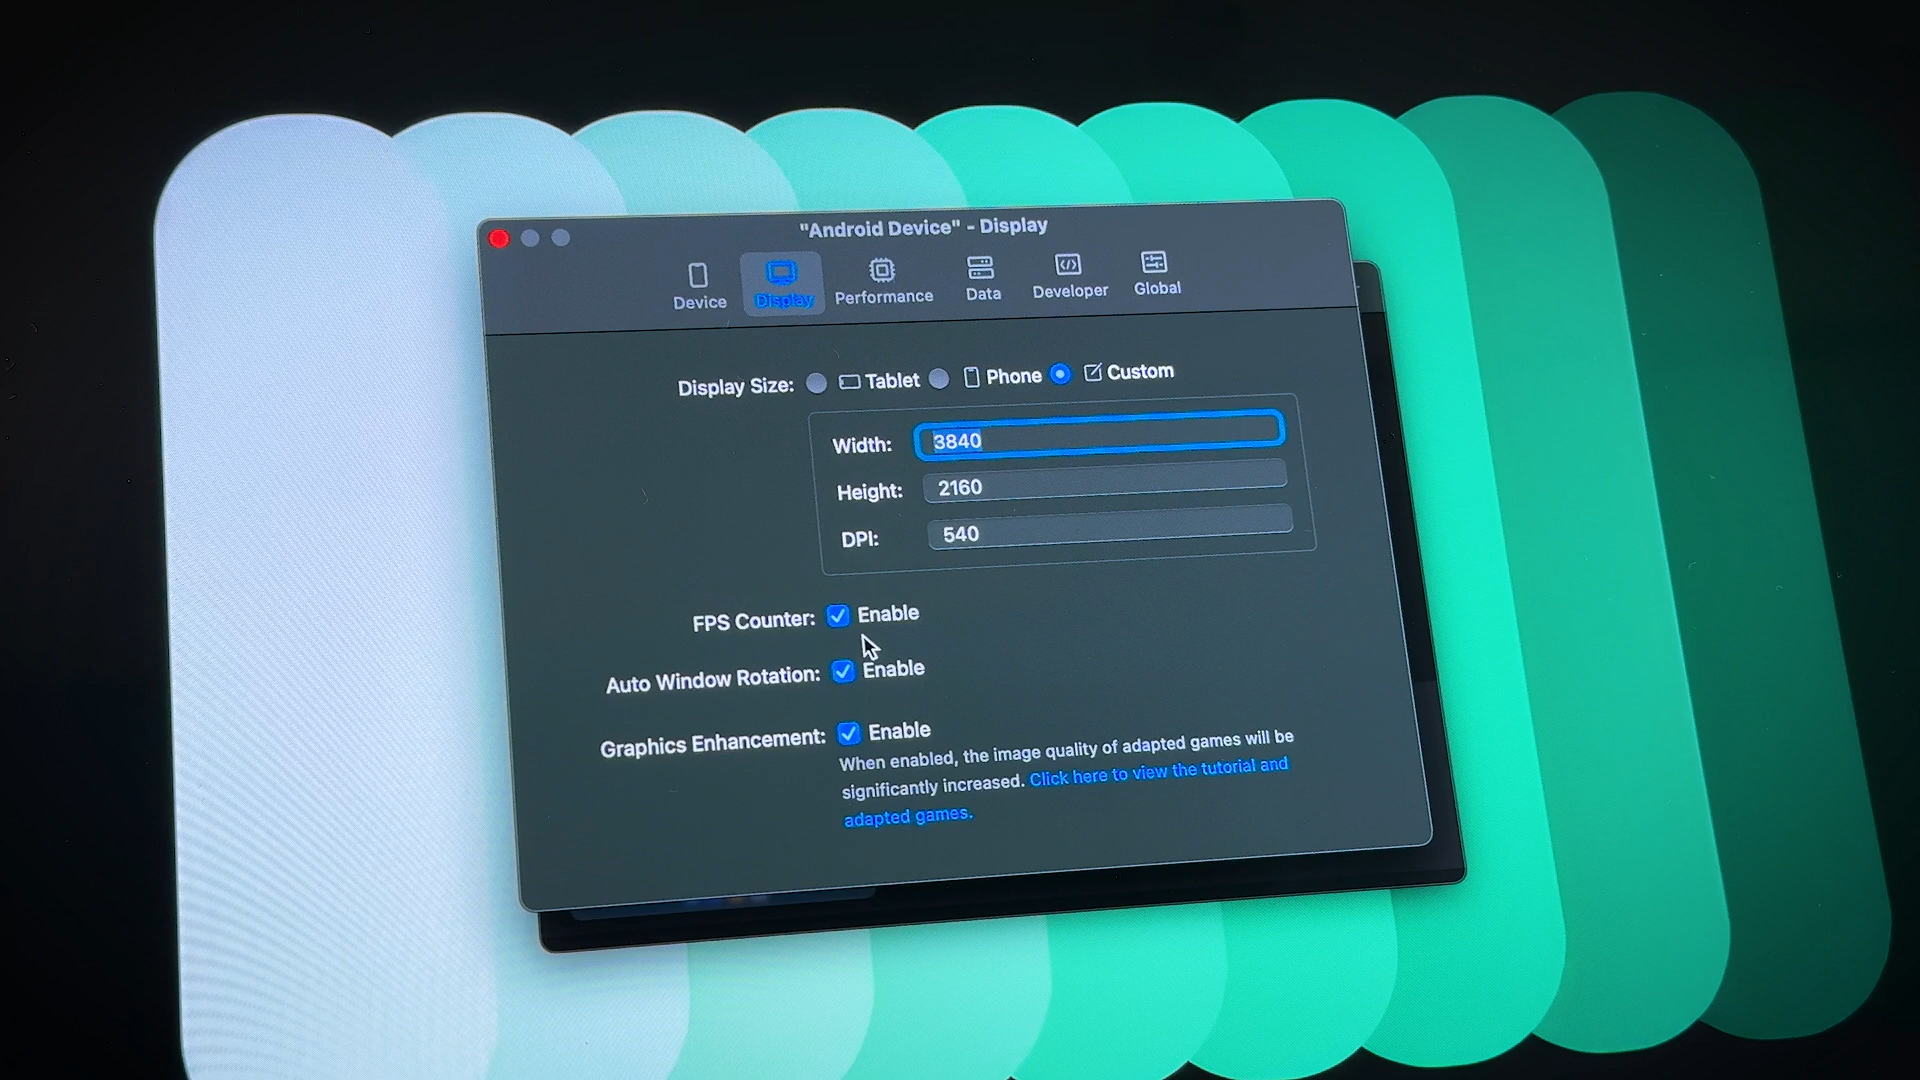 "Android Device" - Display
Device Display Performance Data Developer Global
Display Size: Tablet Phone Custom
Width: 3840
Height: 2160
DPI: 540
FPS Counter: Enable
Auto Window Rotation: Enable
Graphics Enhancement: Enable
When enabled, the image quality of adapted games will be
significantly increased. Click here to view the tutorial and
adapted games.